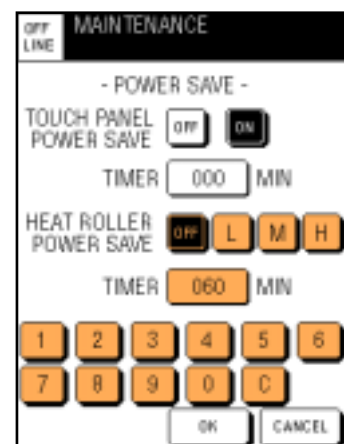 OFF LINE MAINTENANCE
- POWER SAVE -
TOUCH PANEL POWER SAVE OFF ON
TIMER 000 MIN
HEAT ROLLER POWER SAVE OFF L M H
TIMER 060 MIN
1 2 3 4 5 6
7 8 9 0 C
OK CANCEL